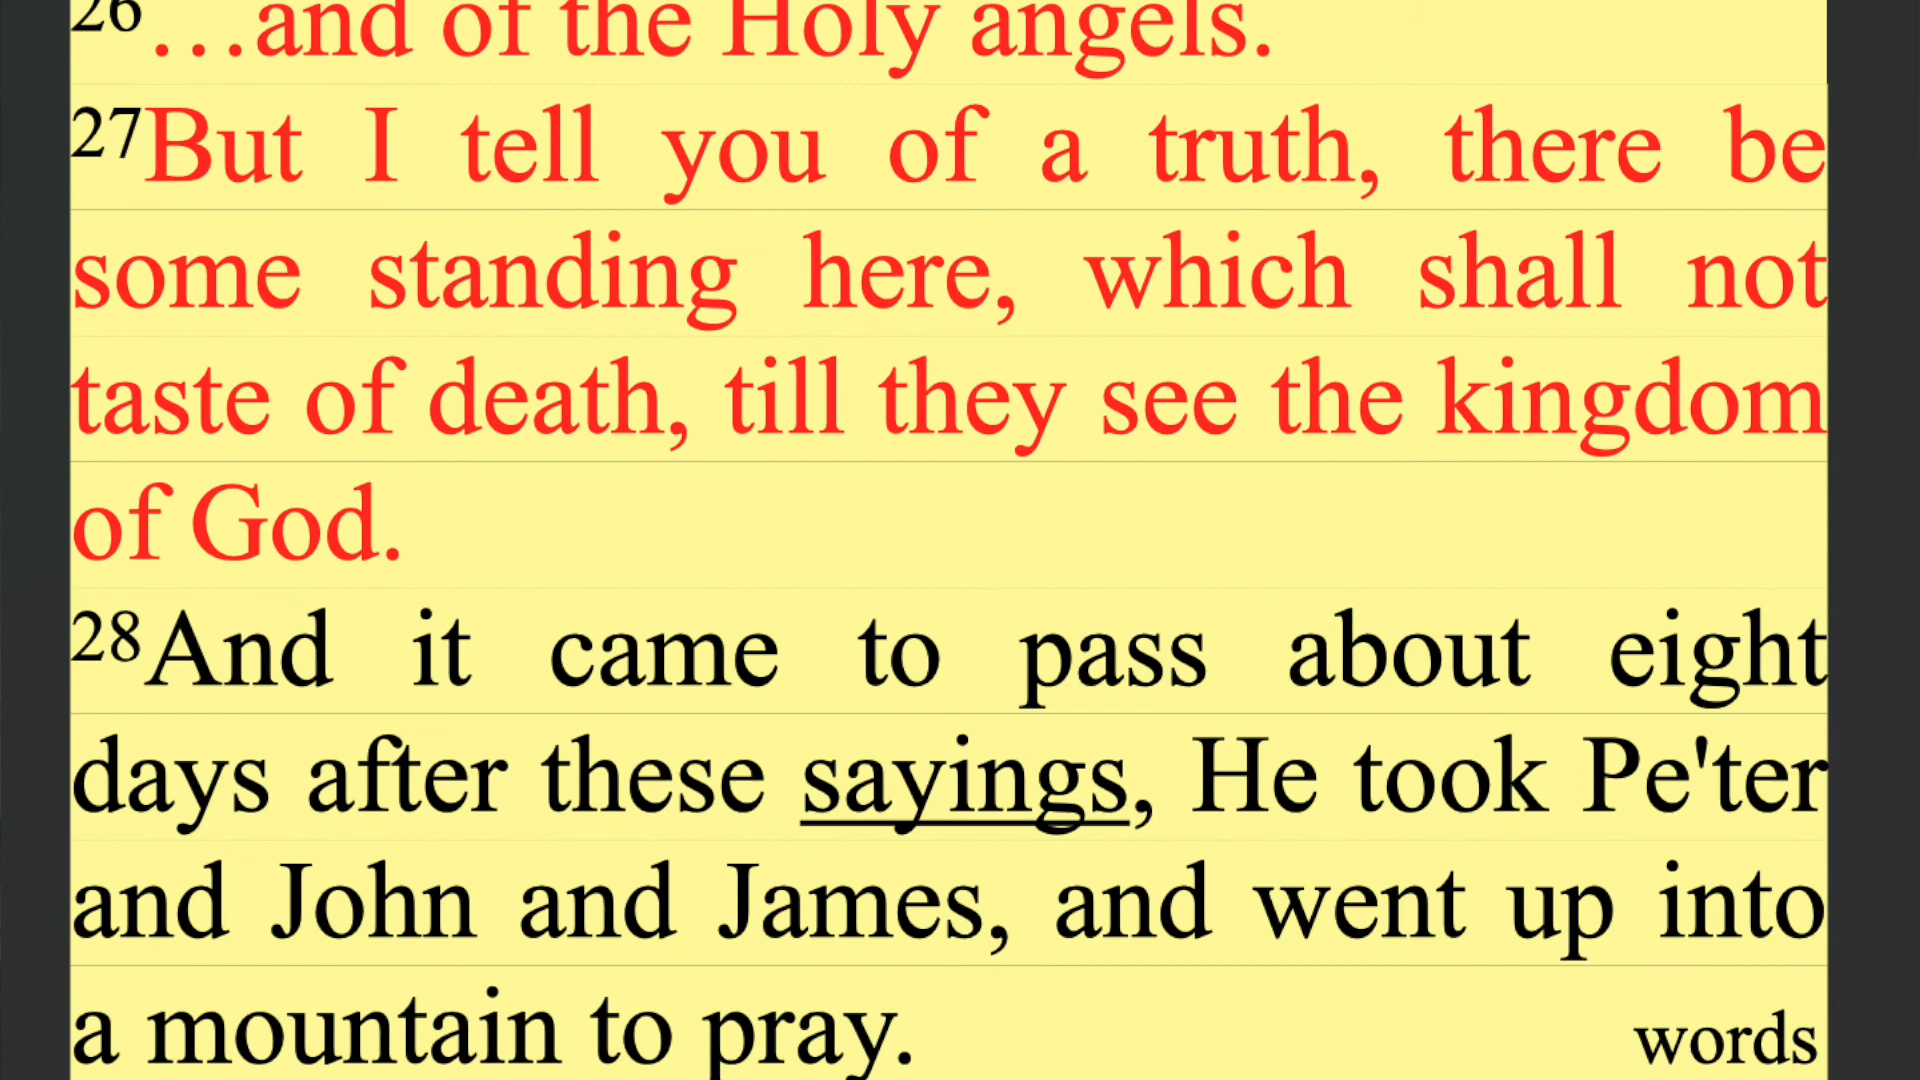 26…and of the Holy angels.
27But I tell you of a truth, there be
some standing here, which shall not
taste of death, till they see the kingdom
of God.
28And it came to pass about eight
days after these sayings, He took Pe'ter
and John and James, and went up into
a mountain to pray. words